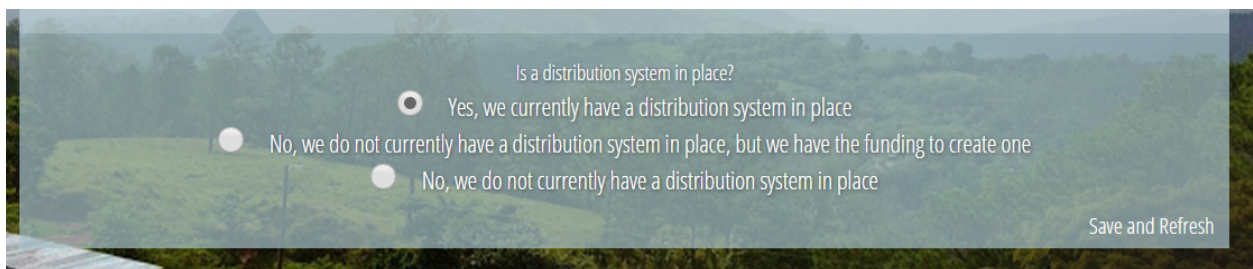 Is a distribution system in place?
Yes, we currently have a distribution system in place
No, we do not currently have a distribution system in place, but we have the funding to create one
No, we do not currently have a distribution system in place
Save and Refresh